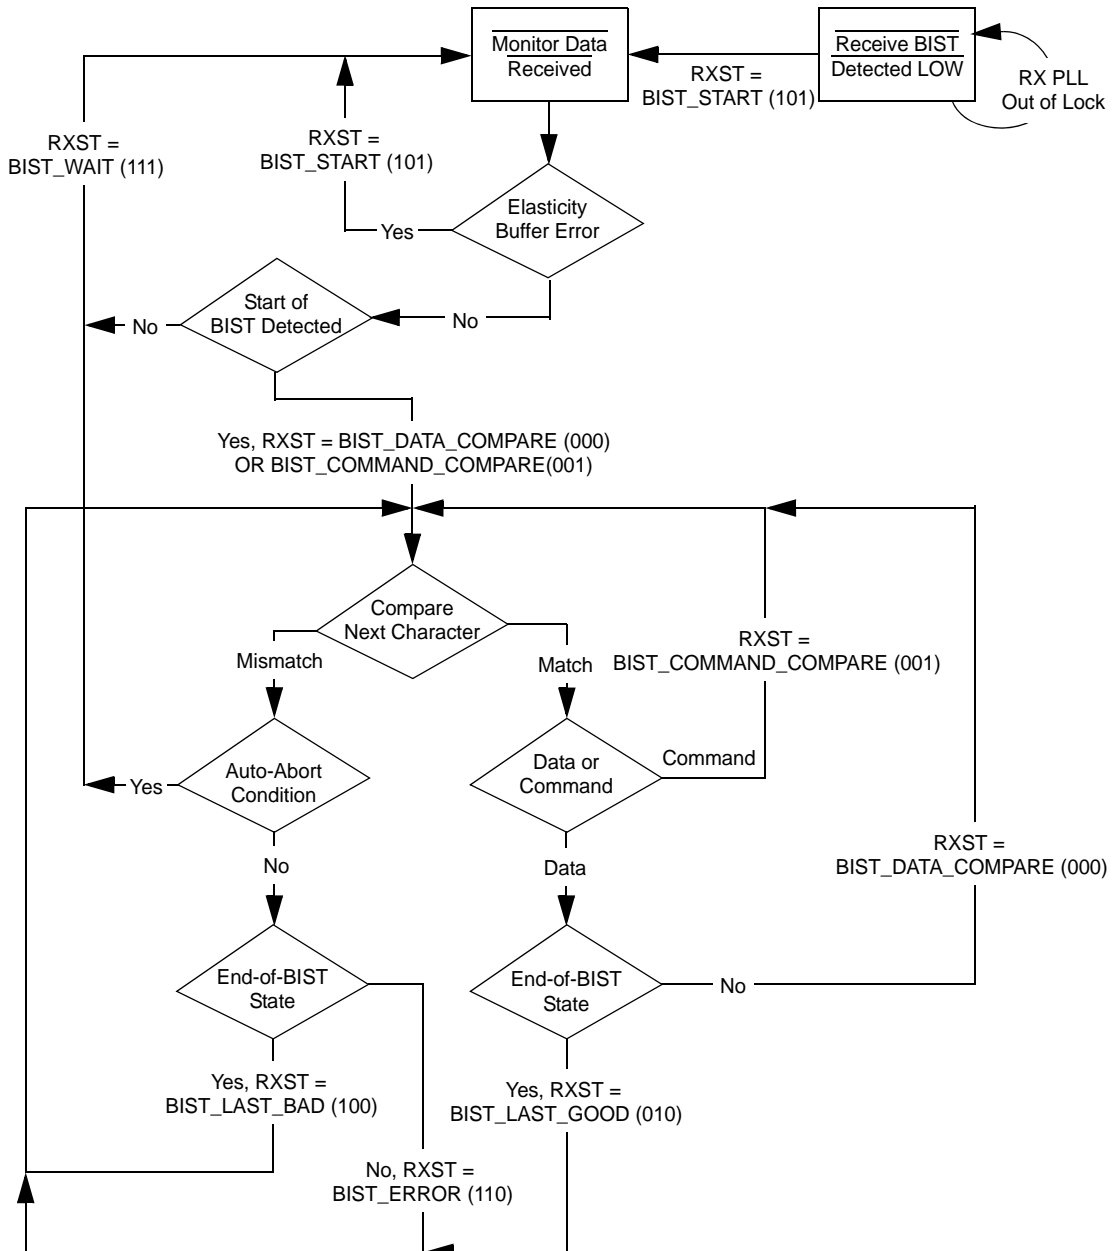 Monitor Data
Received
Receive BIST
Detected LOW
RX PLL
Out of Lock
RXST =
BIST_START (101)
RXST =
BIST_WAIT (111)
RXST =
BIST_START (101)
Elasticity
Buffer Error
Yes
Start of
BIST Detected
No
No
Yes, RXST = BIST_DATA_COMPARE (000)
OR BIST_COMMAND_COMPARE(001)
Compare
Next Character
Mismatch
Match
RXST =
BIST_COMMAND_COMPARE (001)
Auto-Abort
Condition
Yes
Data or
Command
Command
No
Data
RXST =
BIST_DATA_COMPARE (000)
End-of-BIST
State
End-of-BIST
State
No
Yes, RXST =
BIST_LAST_BAD (100)
Yes, RXST =
BIST_LAST_GOOD (010)
No, RXST =
BIST_ERROR (110)